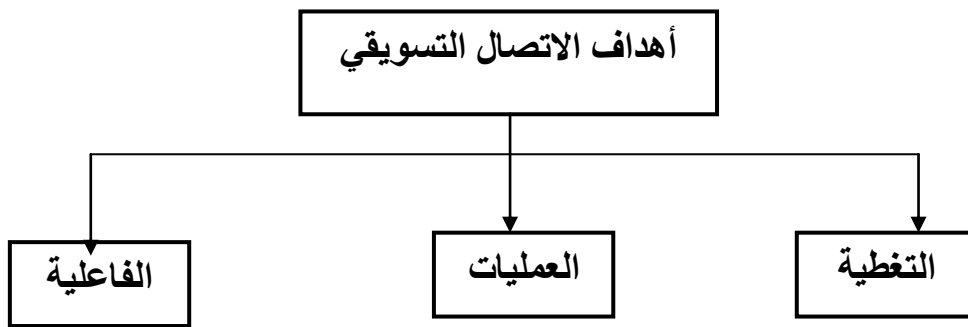 أهداف الاتصال التسويقي
التغطية
العمليات
الفاعلية